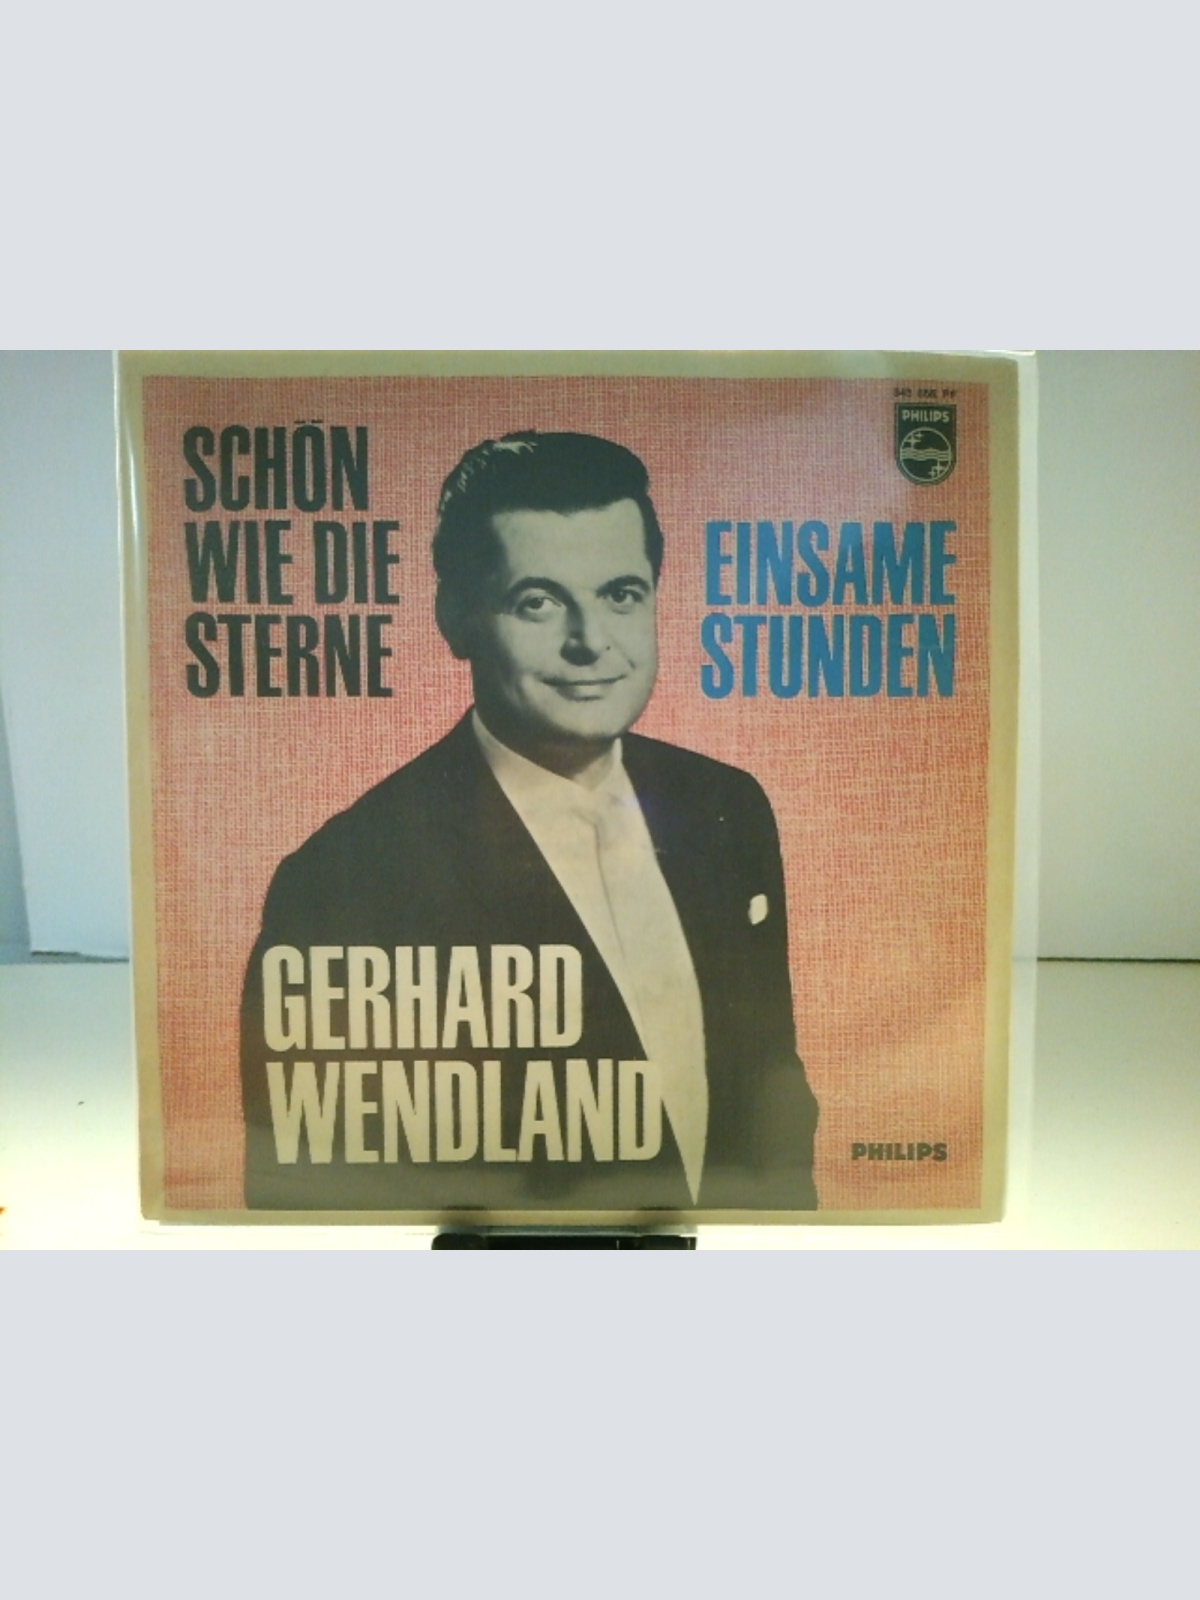 SCHÖN
WIE DIE
STERNE
PHILIPS
EINSAME
STUNDEN
GERHARD
WENDLAND
PHILIPS